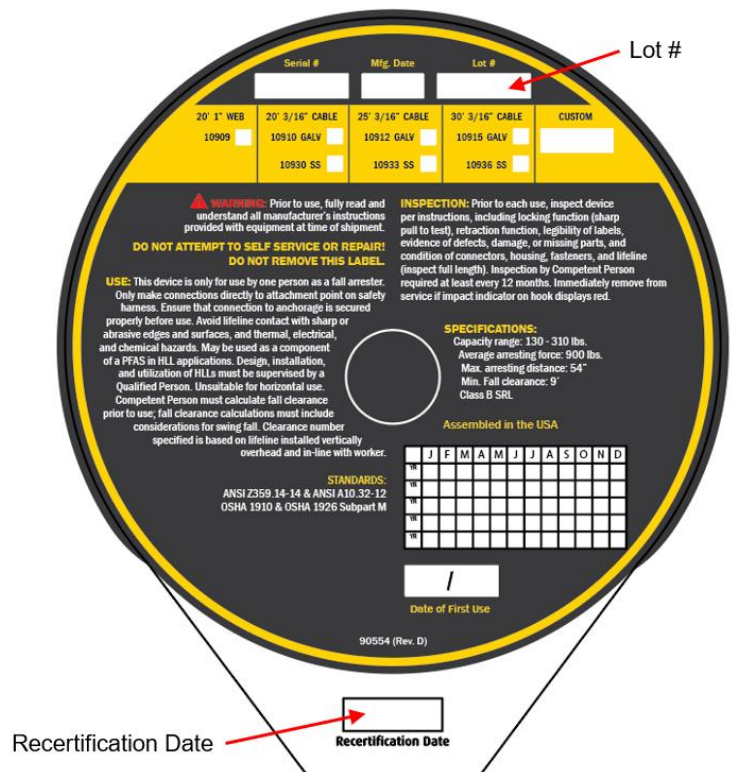 Lot #
Serial # Mfg. Date Lot #
20' 1" WEB 20' 3/16" CABLE 25' 3/16" CABLE 30' 3/16" CABLE CUSTOM
10909 10910 GALV 10912 GALV 10915 GALV
10930 SS 10933 SS 10936 SS
WARNING: Prior to use, fully read and
understand all manufacturer's instructions
provided with equipment at time of shipment.
DO NOT ATTEMPT TO SELF SERVICE OR REPAIR!
DO NOT REMOVE THIS LABEL.
USE: This device is only for use by one person as a fall arrester.
Only make connections directly to attachment point on safety
harness. Ensure that connection to anchorage is secured
properly before use. Avoid lifeline contact with sharp or
abrasive edges and surfaces, and thermal, electrical,
and chemical hazards. May be used as a component
of a PFAS in HLL applications. Design, installation,
and utilization of HLLs must be supervised by a
Qualified Person. Unsuitable for horizontal use.
Competent Person must calculate fall clearance
prior to use; fall clearance calculations must include
considerations for swing fall. Clearance number
specified is based on lifeline installed vertically
overhead and in-line with worker.
STANDARDS:
ANSI Z359.14-14 & ANSI A10.32-12
OSHA 1910 & OSHA 1926 Subpart M
INSPECTION: Prior to each use, inspect device
per instructions, including locking function (sharp
pull to test), retraction function, legibility of labels,
evidence of defects, damage, or missing parts, and
condition of connectors, housing, fasteners, and lifeline
(inspect full length). Inspection by Competent Person
required at least every 12 months. Immediately remove from
service if impact indicator on hook displays red.
SPECIFICATIONS:
Capacity range: 130 - 310 lbs.
Average arresting force: 900 lbs.
Max. arresting distance: 54"
Min. Fall clearance: 9'
Class B SRL
Assembled in the USA
J F M A M J J A S O N D
YR
YR
YR
YR
YR
/
Date of First Use
90554 (Rev. D)
Recertification Date
Recertification Date